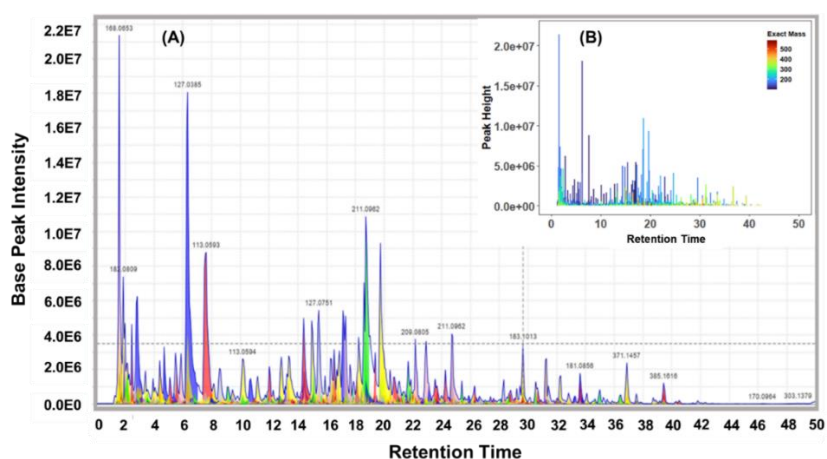 (A)
Base Peak Intensity
2.2E7
2.0E7
1.8E7
1.6E7
1.4E7
1.2E7
1.0E7
8.0E6
6.0E6
4.0E6
2.0E6
0.0E0
127.0385
113.0593
113.0594
127.0751
211.0962
209.0805
211.0962
183.1013
181.0856
371.1457
385.1616
170.0964
303.1379
0 2 4 6 8 10 12 14 16 18 20 22 24 26 28 30 32 34 36 38 40 42 44 46 48 50
Retention Time
(B)
Peak Height
2.0e+07
1.5e+07
1.0e+07
5.0e+06
0.0e+00
0 10 20 30 40 50
Retention Time
Exact Mass
500
400
300
200